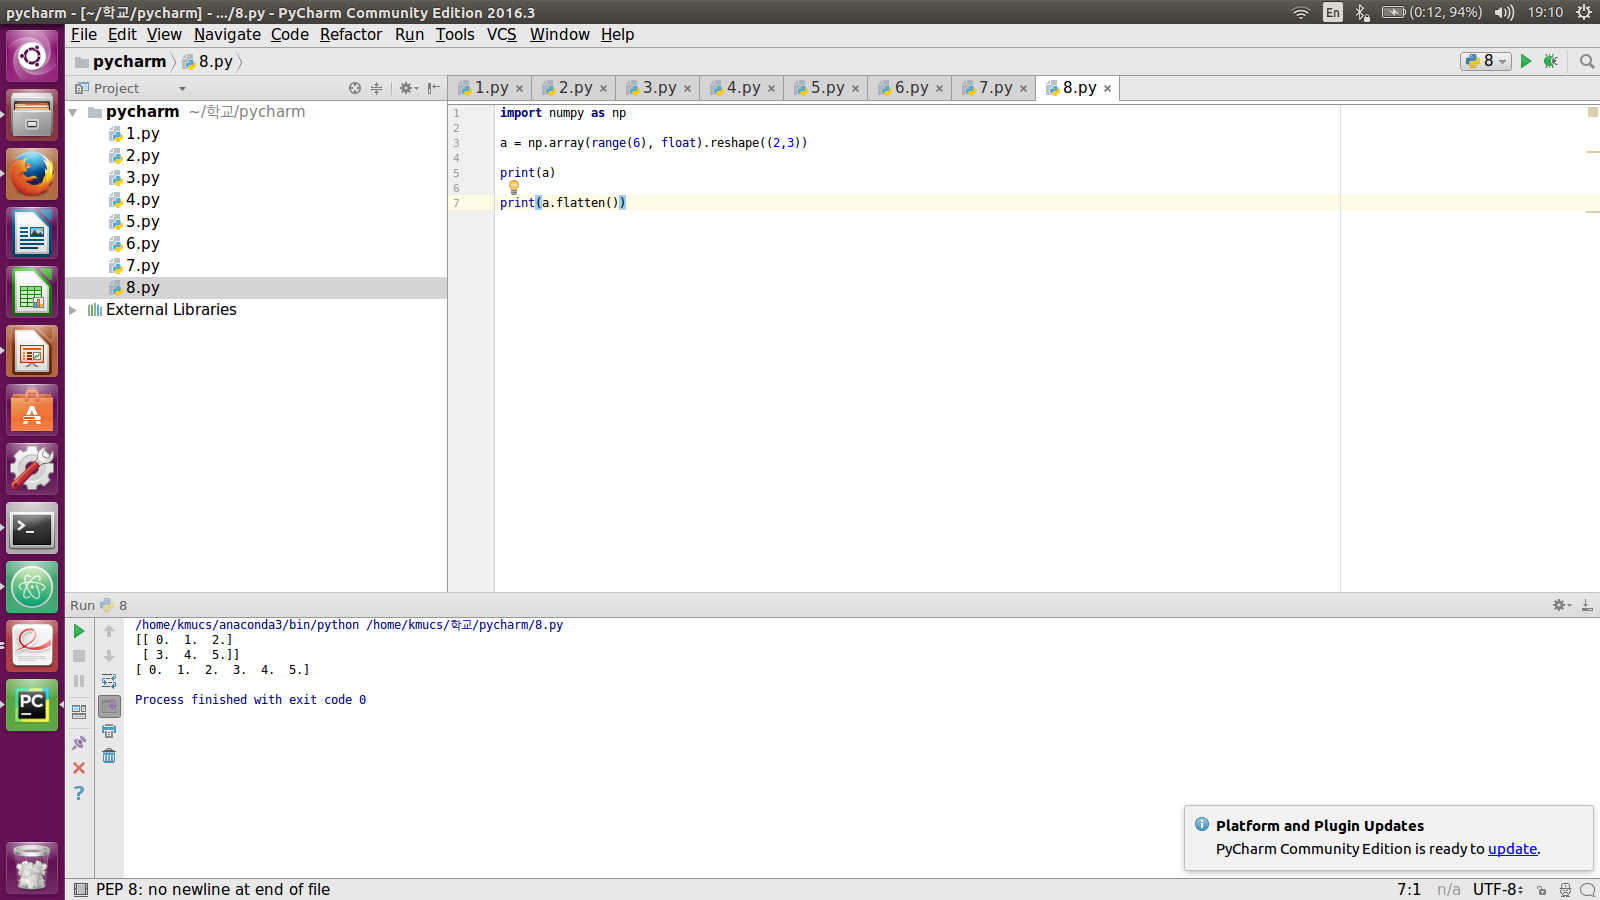 pycharm - [~/학교/pycharm] - .../8.py - PyCharm Community Edition 2016.3
En
(0:12, 94%)
19:10
File Edit View Navigate Code Refactor Run Tools VCS Window Help
pycharm 8.py
8
Project
1.py 2.py 3.py 4.py 5.py 6.py 7.py 8.py
pycharm ~/학교/pycharm
1.py
2.py
3.py
4.py
5.py
6.py
7.py
8.py
External Libraries
1 import numpy as np
2
3 a = np.array(range(6), float).reshape((2,3))
4
5 print(a)
6
7 print(a.flatten())
Run 8
/home/kmucs/anaconda3/bin/python /home/kmucs/학교/pycharm/8.py
[[ 0. 1. 2.]
[ 3. 4. 5.]]
[ 0. 1. 2. 3. 4. 5.]
Process finished with exit code 0
PC
Platform and Plugin Updates
PyCharm Community Edition is ready to update.
PEP 8: no newline at end of file
7:1 n/a UTF-8